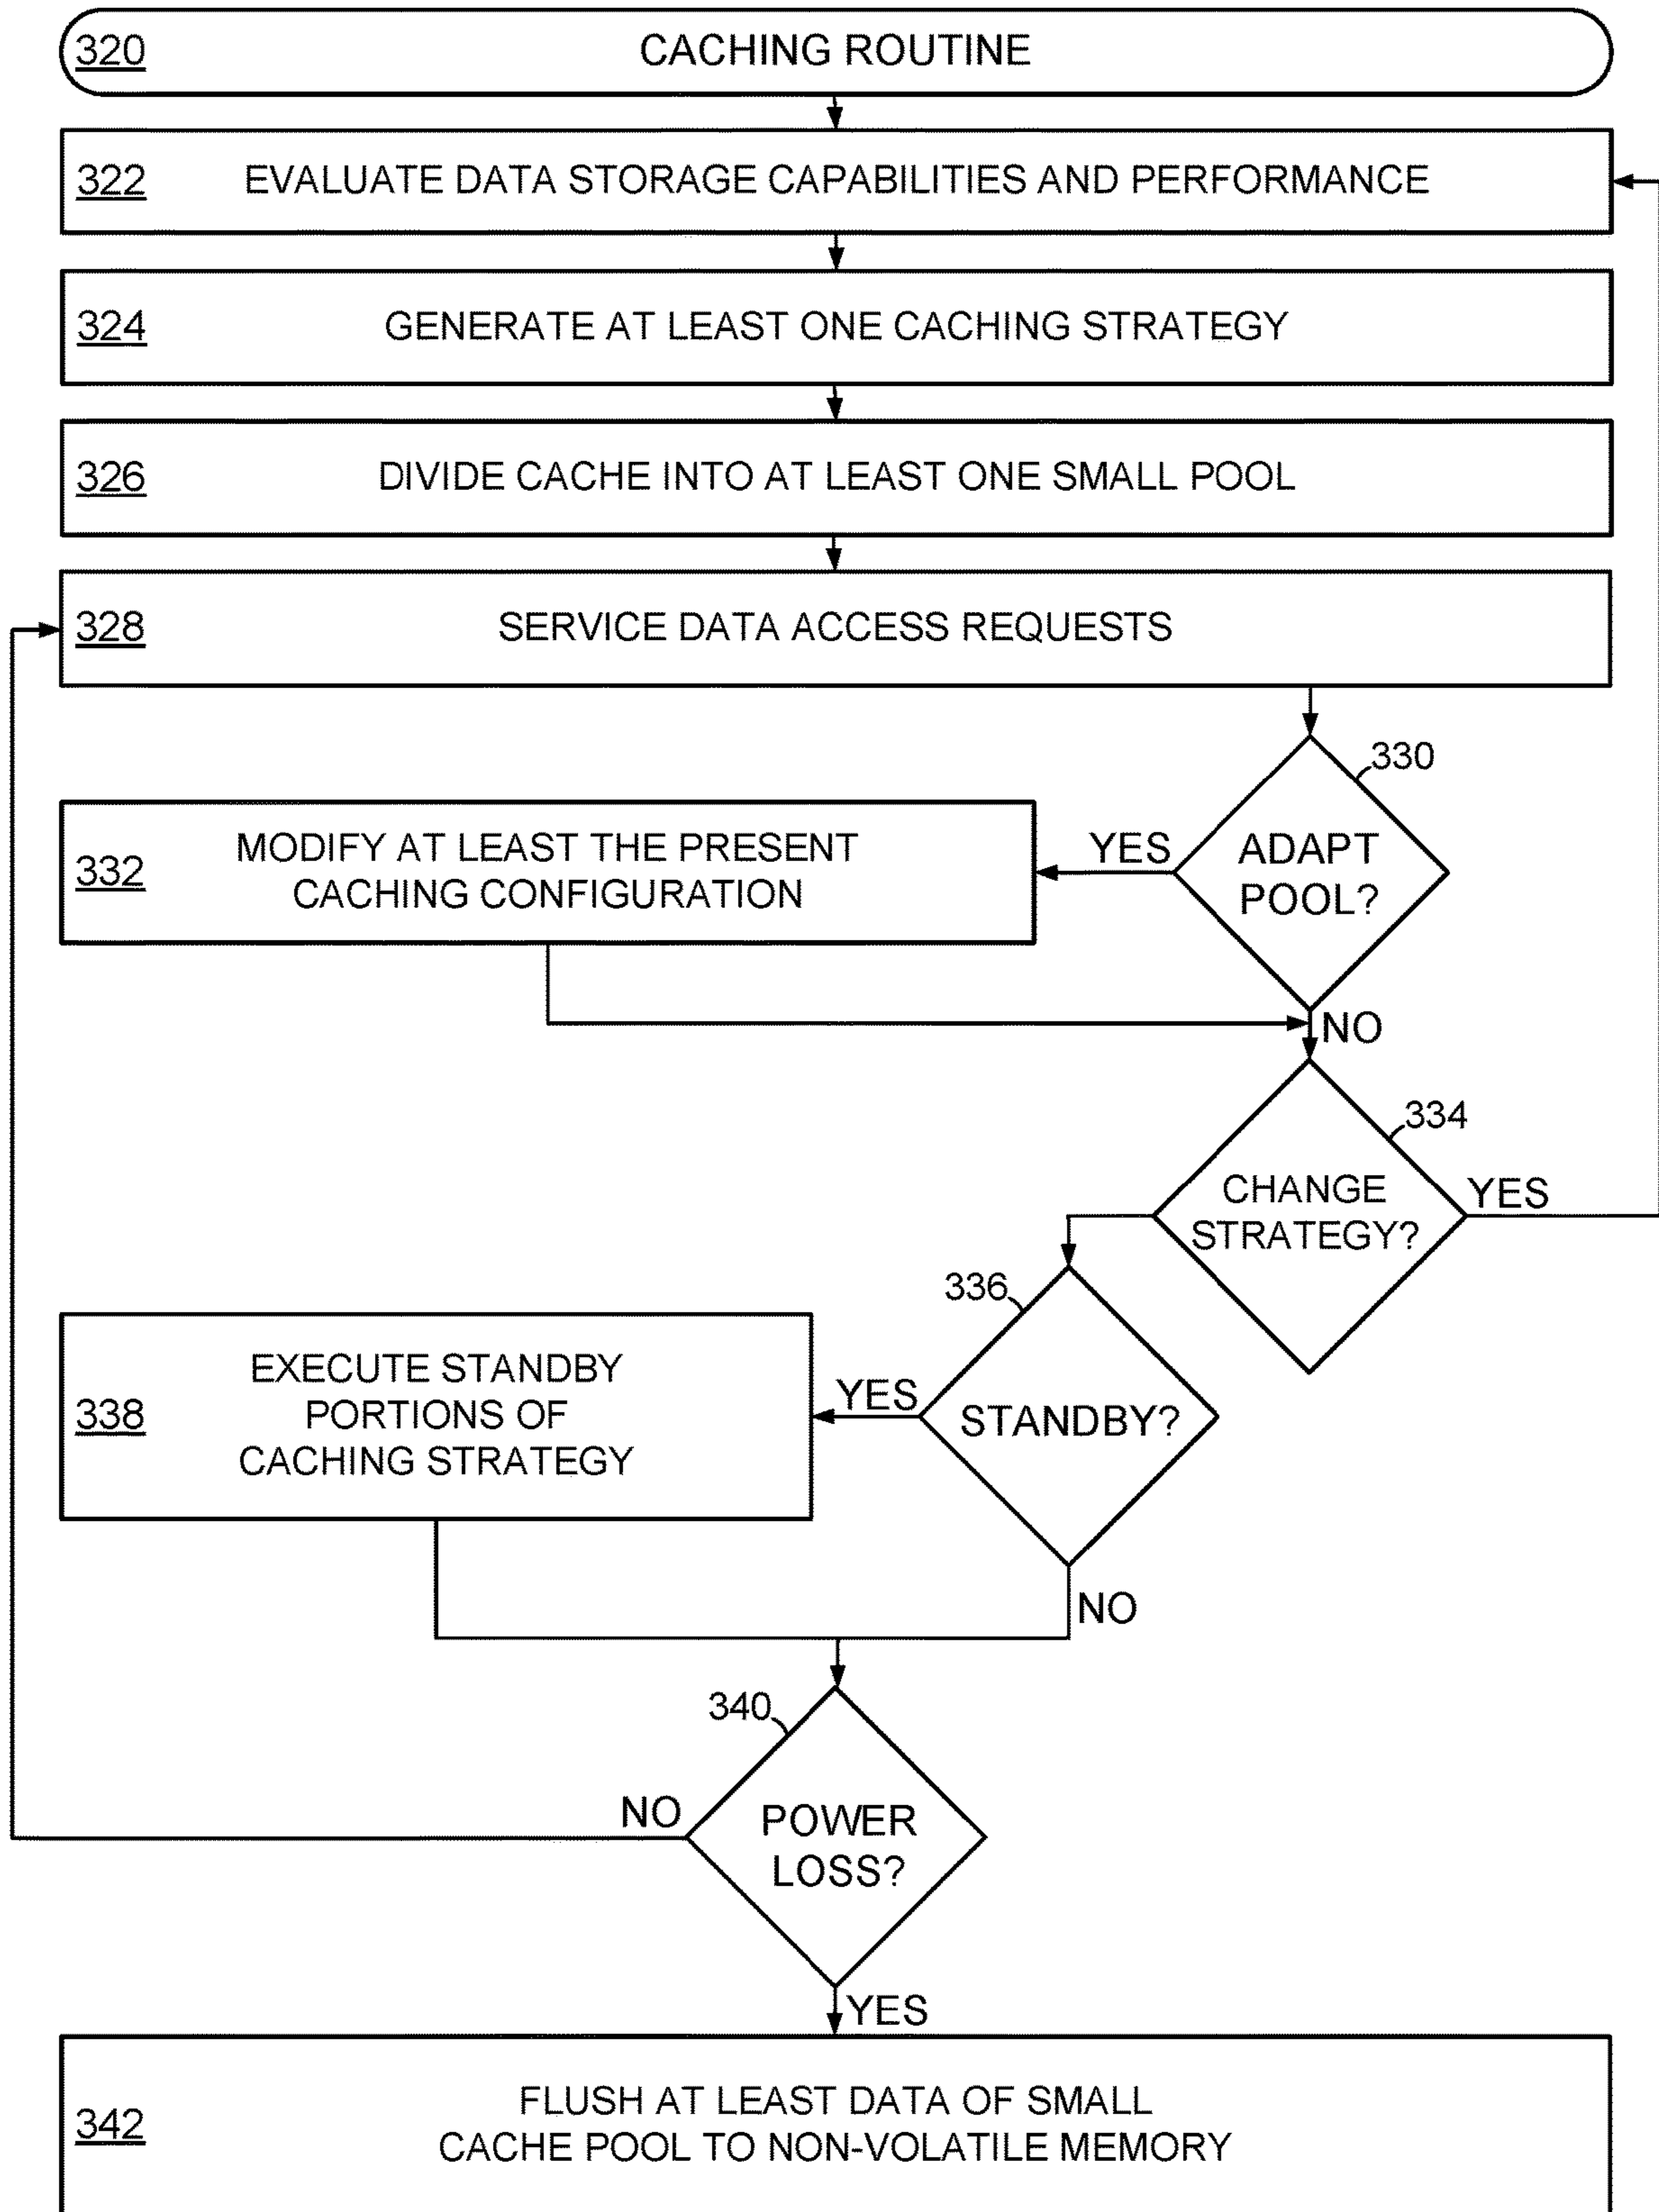 320 CACHING ROUTINE
322 EVALUATE DATA STORAGE CAPABILITIES AND PERFORMANCE
324 GENERATE AT LEAST ONE CACHING STRATEGY
326 DIVIDE CACHE INTO AT LEAST ONE SMALL POOL
328 SERVICE DATA ACCESS REQUESTS
330
ADAPT
POOL?
YES
332
MODIFY AT LEAST THE PRESENT
CACHING CONFIGURATION
NO
334
CHANGE
STRATEGY?
YES
336
STANDBY?
YES
338
EXECUTE STANDBY
PORTIONS OF
CACHING STRATEGY
NO
340
POWER
LOSS?
NO
YES
342
FLUSH AT LEAST DATA OF SMALL
CACHE POOL TO NON-VOLATILE MEMORY